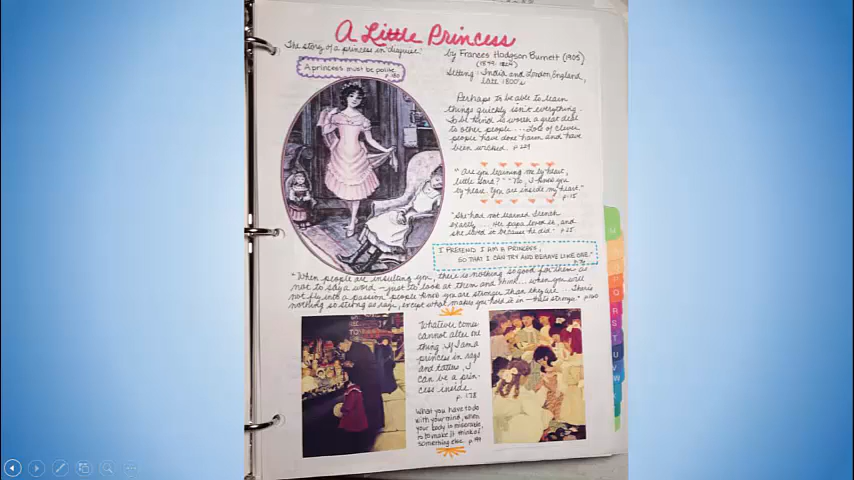 A Little Princess
The story of a princess in disguise!
by Frances Hodgson Burnett (1905)
Setting: India and London, England,
late 1800's
A princess must be polite.
Perhaps to be able to learn
things quickly isn't everything.
To be kind is worth a great deal
to other people... Lots of clever
people have done harm and have
been wicked.
"Are you learning me by heart,
little Sara?" "No, I know you
by heart. You are inside my heart."
"She had not learned French
exactly... Her papa loved it, and
she loved it because he did.
I PRETEND I AM A PRINCESS,
SO THAT I CAN TRY AND BEHAVE LIKE ONE.
"When people are insulting you, there is nothing so good for them as
not to say a word - just to look at them and think... when you will
not fly into a passion people know you are stronger than they are... There's
nothing so strong as rage, except what makes you hold it in - that's stronger."
Whatever comes
cannot alter one
thing. If I am a
princess in rags
and tatters, I
can be a prin-
cess inside.
p. 178
What you have to do
with your mind, when
your body is miserable,
is to make it think of
something else. p. 199
M
O
R
S
T
U
W